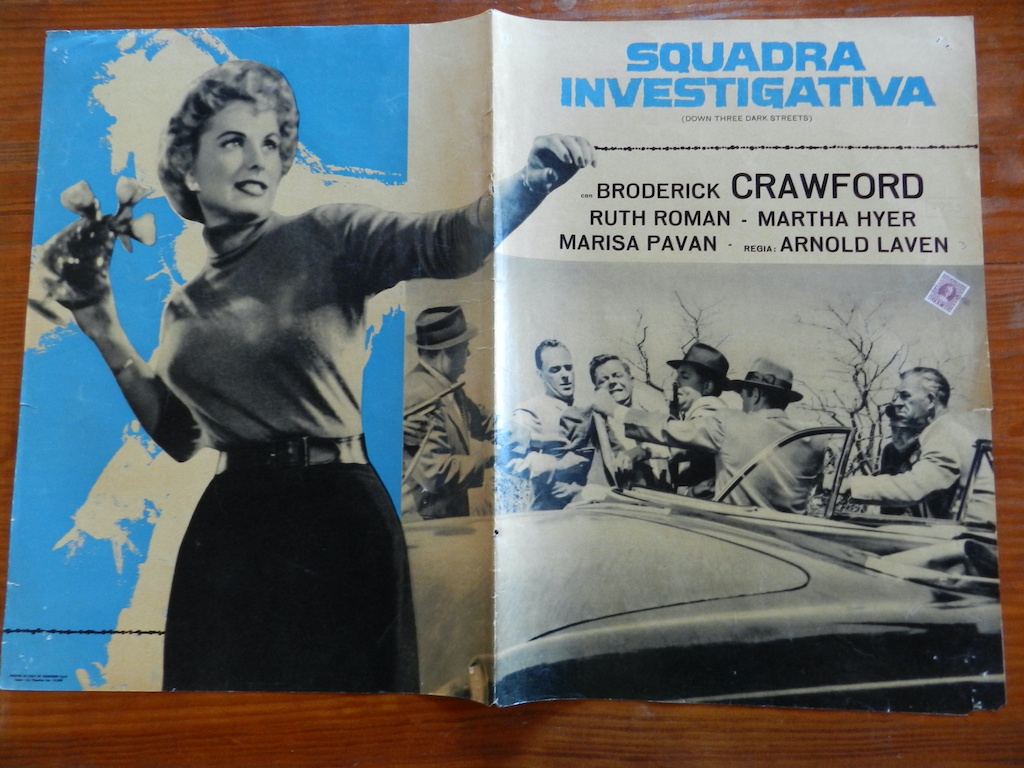 SQUADRA
INVESTIGATIVA
(DOWN THREE DARK STREETS)
con BRODERICK CRAWFORD
RUTH ROMAN - MARTHA HYER
MARISA PAVAN - REGIA: ARNOLD LAVEN